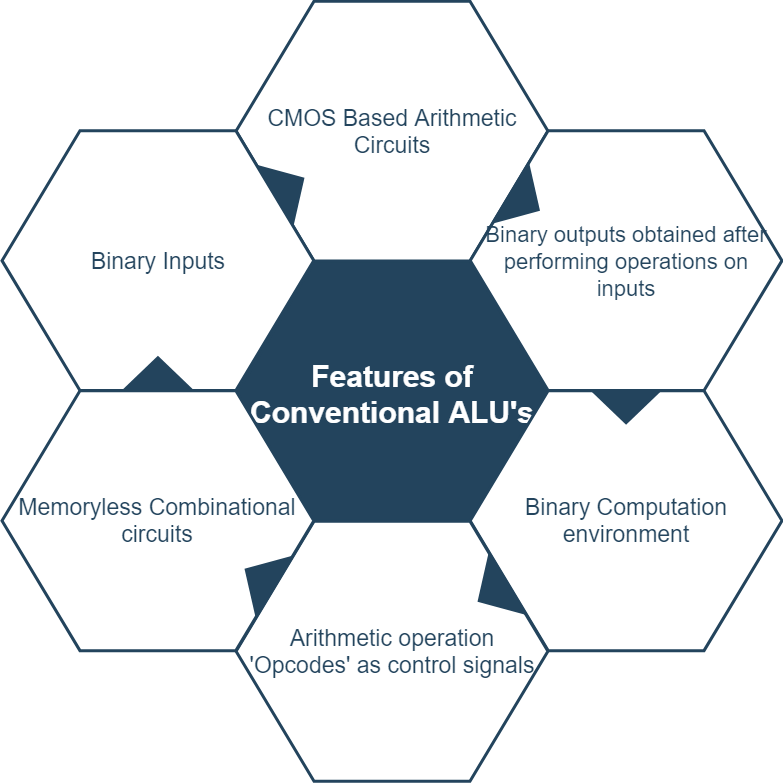 CMOS Based Arithmetic
Circuits
Binary outputs obtained after
performing operations on
inputs
Binary Inputs
Features of
Conventional ALU's
Memoryless Combinational
circuits
Binary Computation
environment
Arithmetic operation
'Opcodes' as control signals